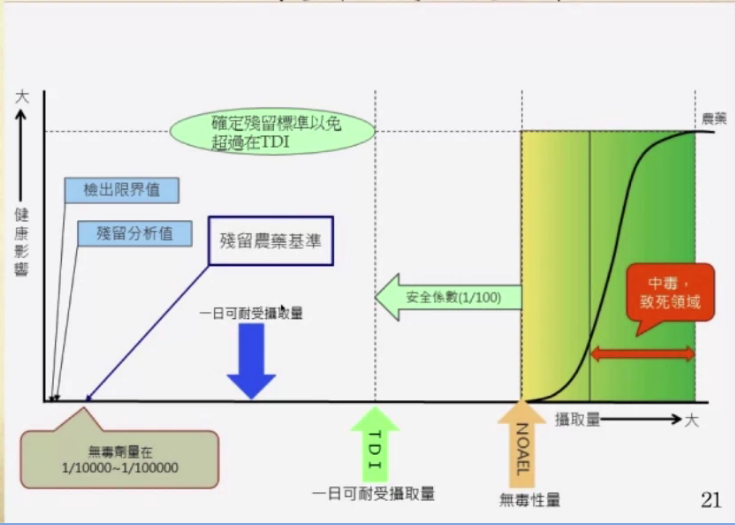 大
確定殘留標準以免
超過在TDI
農藥
檢出限界值
殘留分析值
健康影響
殘留農藥基準
安全係數(1/100)
中毒，
致死領域
一日可耐受攝取量
攝取量
大
無毒劑量在
1/10000~1/100000
TDI
NOAEL
一日可耐受攝取量
無毒性量
21